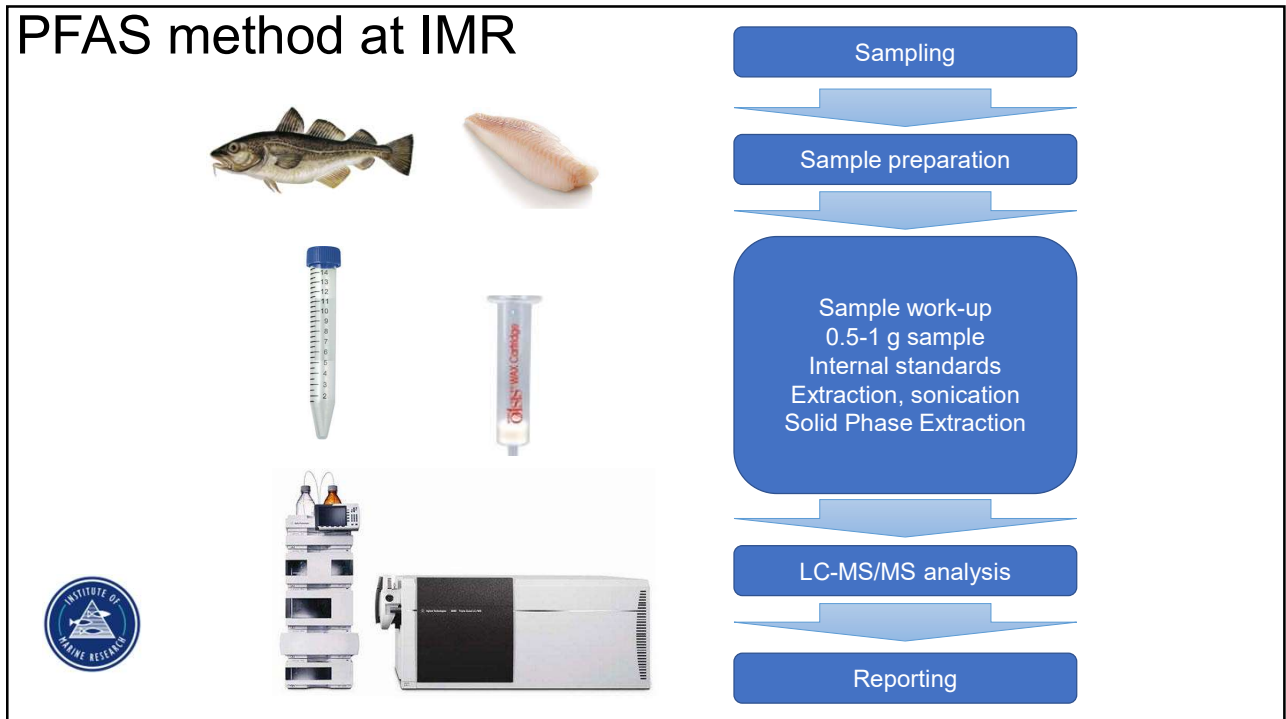 PFAS method at IMR
Sampling
Sample preparation
Sample work-up
0.5-1 g sample
Internal standards
Extraction, sonication
Solid Phase Extraction
LC-MS/MS analysis
Reporting
14
13
12
11
10
9
8
7
6
5
4
3
2
WAX Cartridge
Agilent Technologies
INSTITUTE OF
MARINE RESEARCH